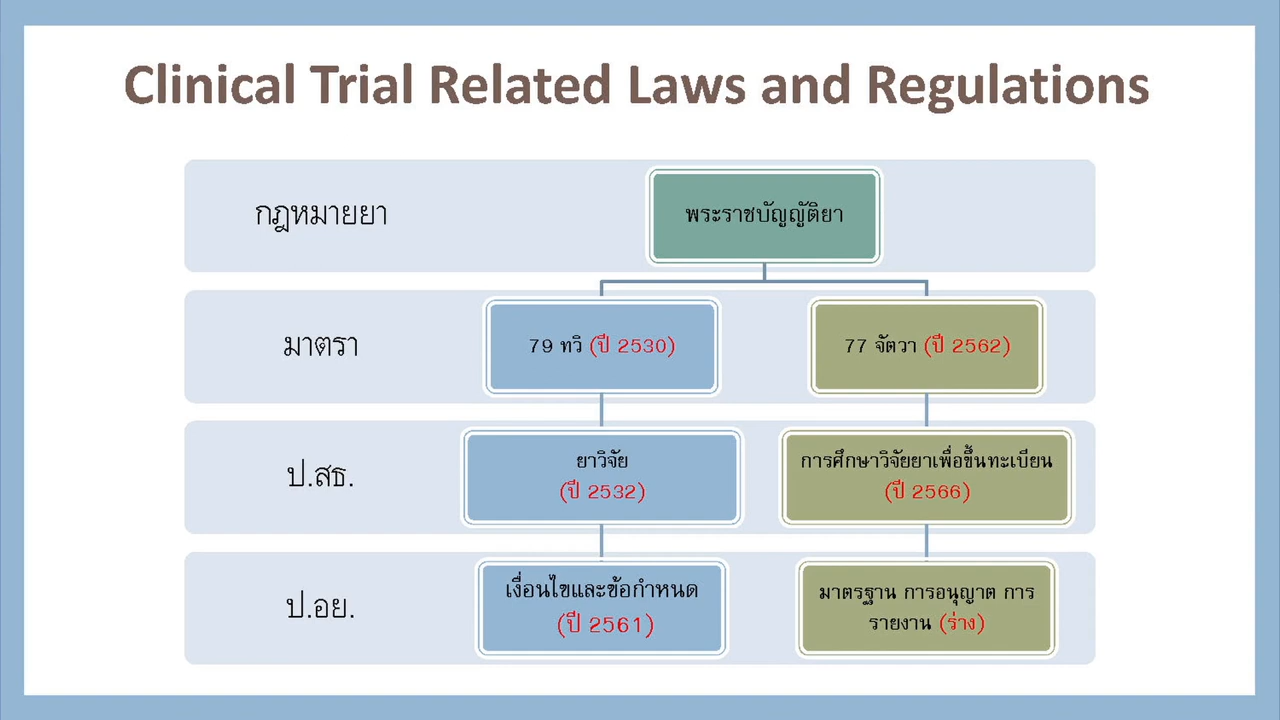 Clinical Trial Related Laws and Regulations
กฎหมายยา
พระราชบัญญัติยา
มาตรา
79 ทวิ (ปี 2530)
77 จัตวา (ปี 2562)
ป.สธ.
ยาวิจัย
(ปี 2532)
การศึกษาวิจัยยาเพื่อขึ้นทะเบียน
(ปี 2566)
ป.อย.
เงื่อนไขและข้อกำหนด
(ปี 2561)
มาตรฐาน การอนุญาต การ
รายงาน (ร่าง)